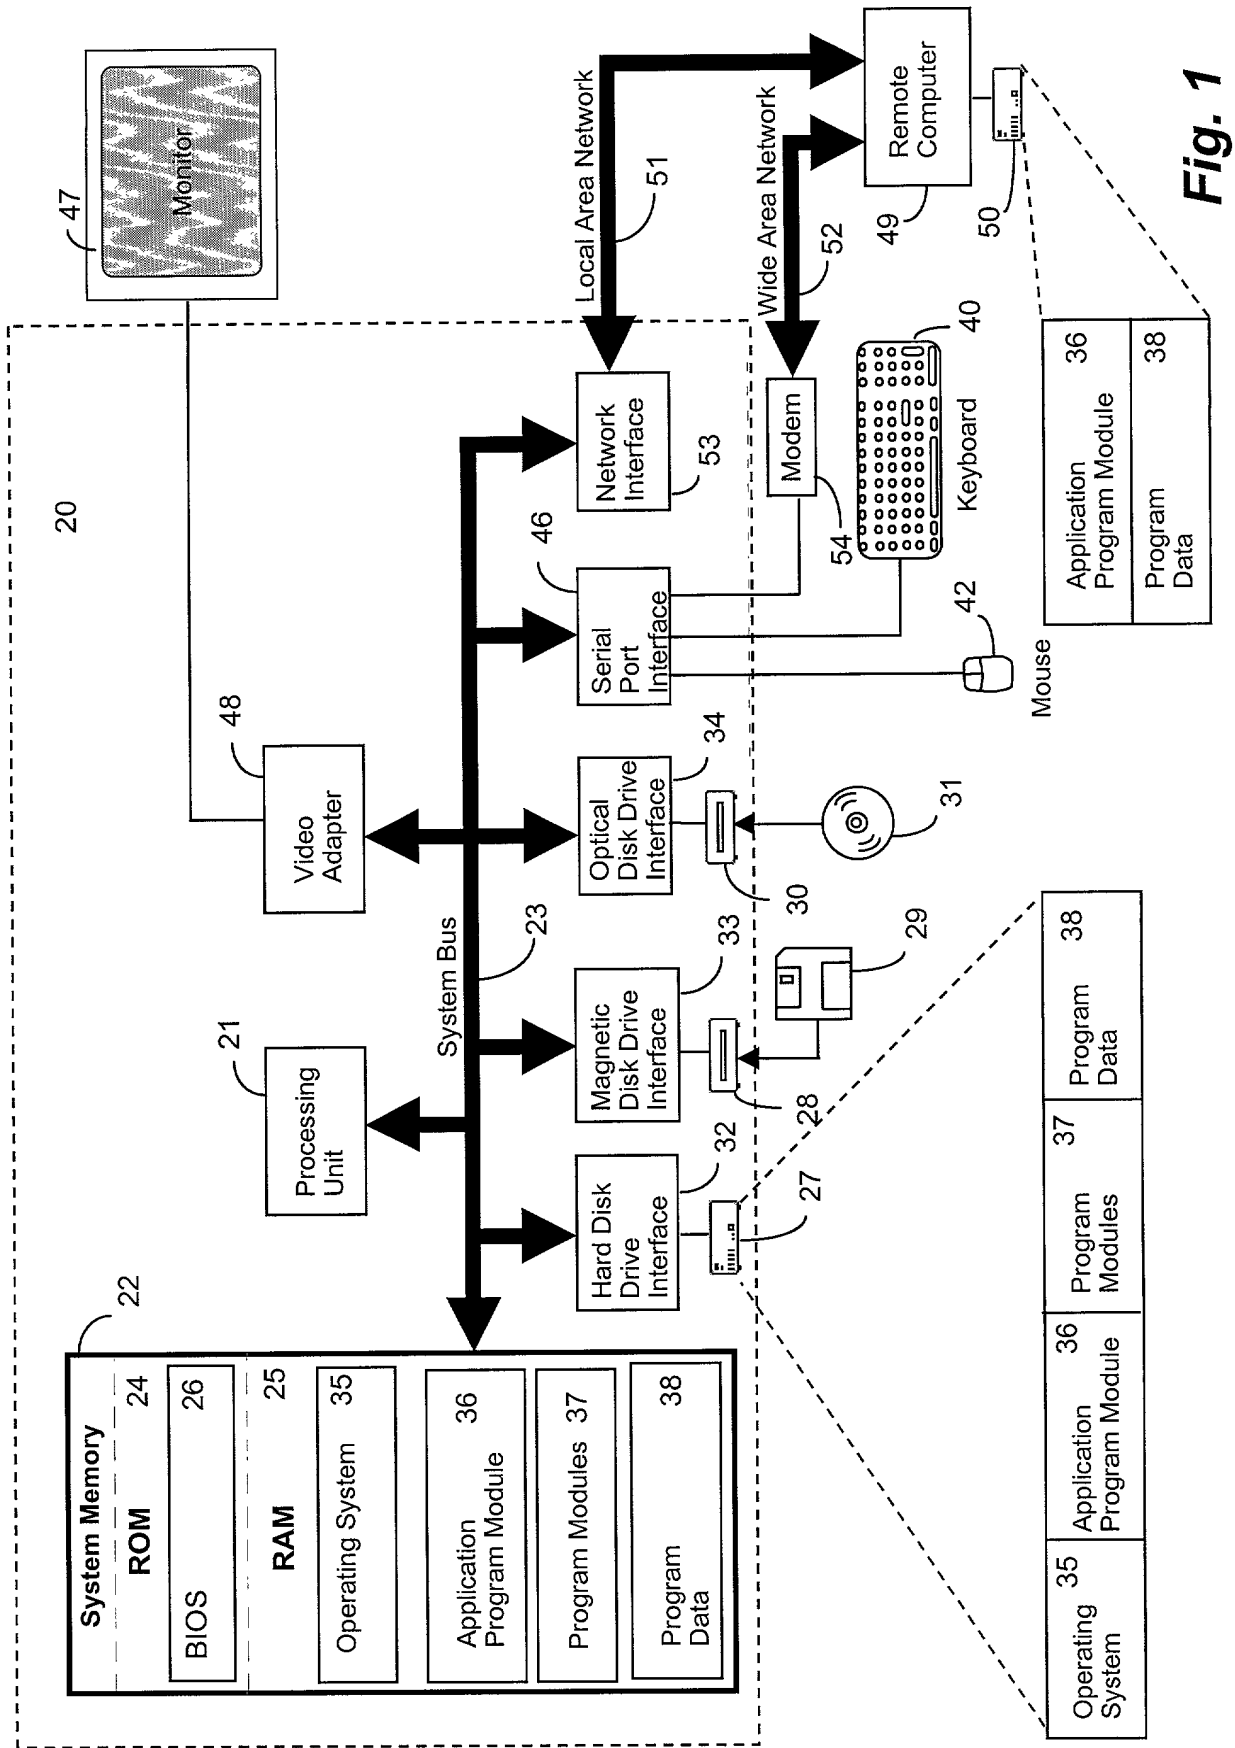 47
Monitor
20
System Memory
22
ROM 24
BIOS 26
RAM 25
Operating System 35
Application
Program Module
36
Program Modules 37
Program
Data
38
21
Processing
Unit
48
Video
Adapter
System Bus
23
Hard Disk
Drive
Interface
32
27
Magnetic
Disk Drive
Interface
33
28
29
Optical
Disk Drive
Interface
34
30
31
Serial
Port
Interface
46
Network
Interface
53
Local Area Network
51
Wide Area Network
52
Modem
54
Keyboard
40
Mouse
42
Remote
Computer
49
50
Operating
System
35
Application
Program Module
36
Program
Modules
37
Program
Data
38
Application
Program Module
36
Program
Data
38
Fig. 1